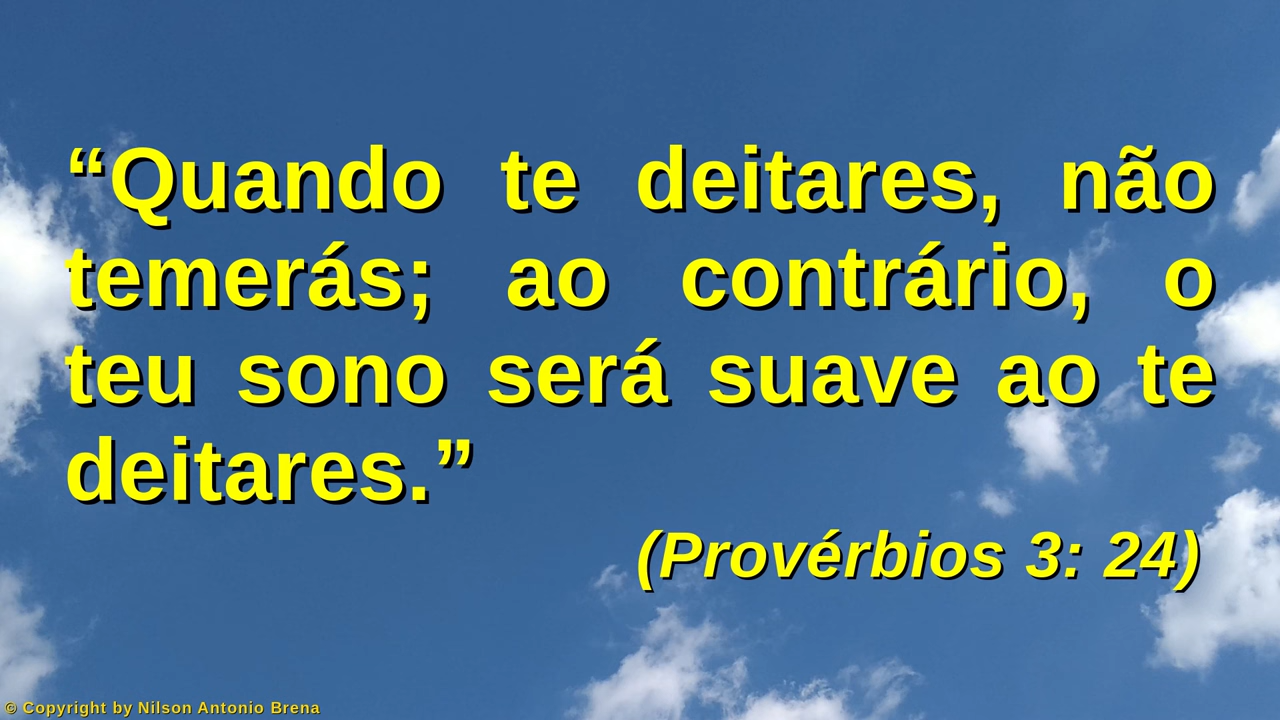 “Quando te deitares, não
temerás; ao contrário, o
teu sono será suave ao te
deitares.”
(Provérbios 3: 24)
© Copyright by Nilson Antonio Brena